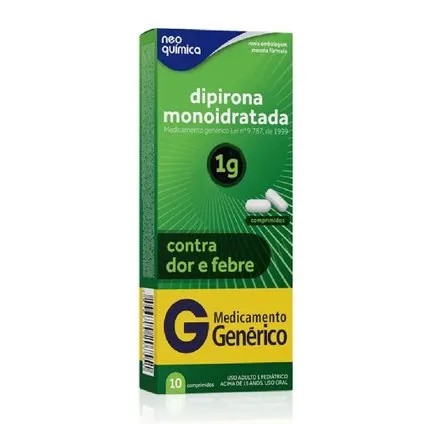 neo
química
nova embalagem
mesma fórmula
dipirona
monoidratada
Medicamento genérico Lei nº 9.787, de 1999
1g
comprimidos
contra
dor e febre
G
Medicamento
Genérico
10 comprimidos
USO ADULTO E PEDIÁTRICO
ACIMA DE 15 ANOS. USO ORAL